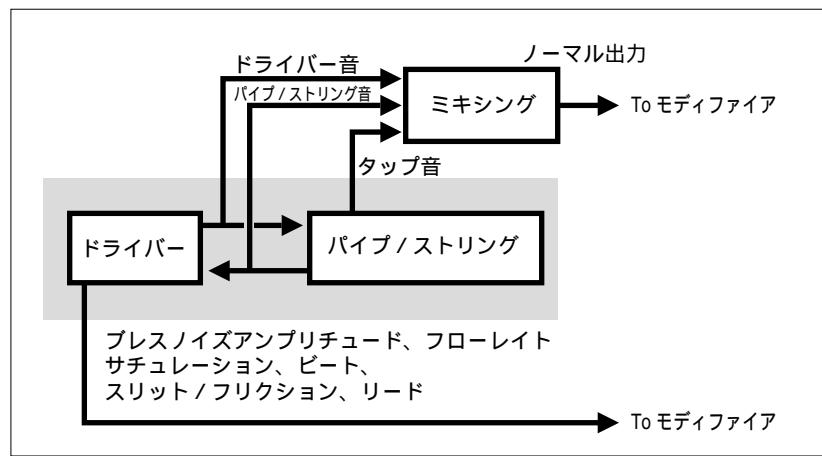 ノーマル出力
ドライバー音
パイプ / ストリング音
ミキシング
To モディファイア
タップ音
ドライバー
パイプ / ストリング
ブレスノイズアンプリチュード、フローレイト
サチュレーション、ビート、
スリット / フリクション、リード
To モディファイア